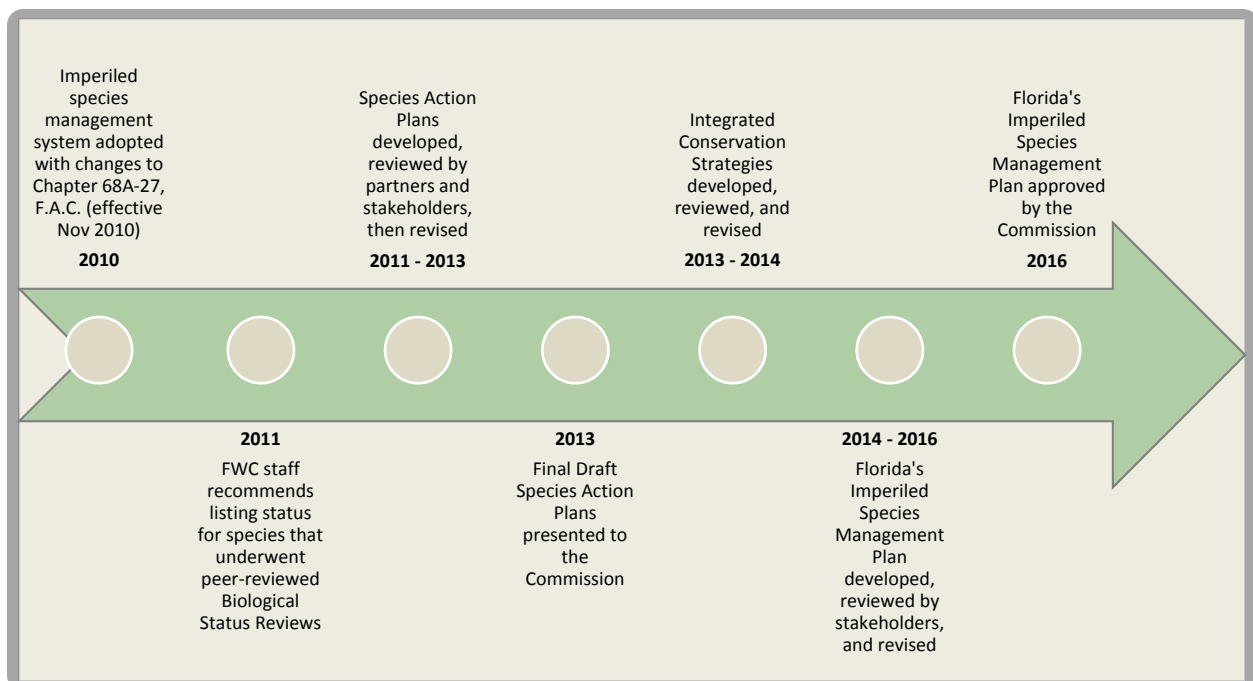 Imperiled
species
management
system adopted
with changes to
Chapter 68A-27,
F.A.C. (effective
Nov 2010)
2010
2011
FWC staff
recommends
listing status
for species that
underwent
peer-reviewed
Biological
Status Reviews
Species Action
Plans
developed,
reviewed by
partners and
stakeholders,
then revised
2011 - 2013
2013
Final Draft
Species Action
Plans
presented to
the
Commission
Integrated
Conservation
Strategies
developed,
reviewed, and
revised
2013 - 2014
2014 - 2016
Florida's
Imperiled
Species
Management
Plan
developed,
reviewed by
stakeholders,
and revised
Florida's
Imperiled
Species
Management
Plan approved
by the
Commission
2016